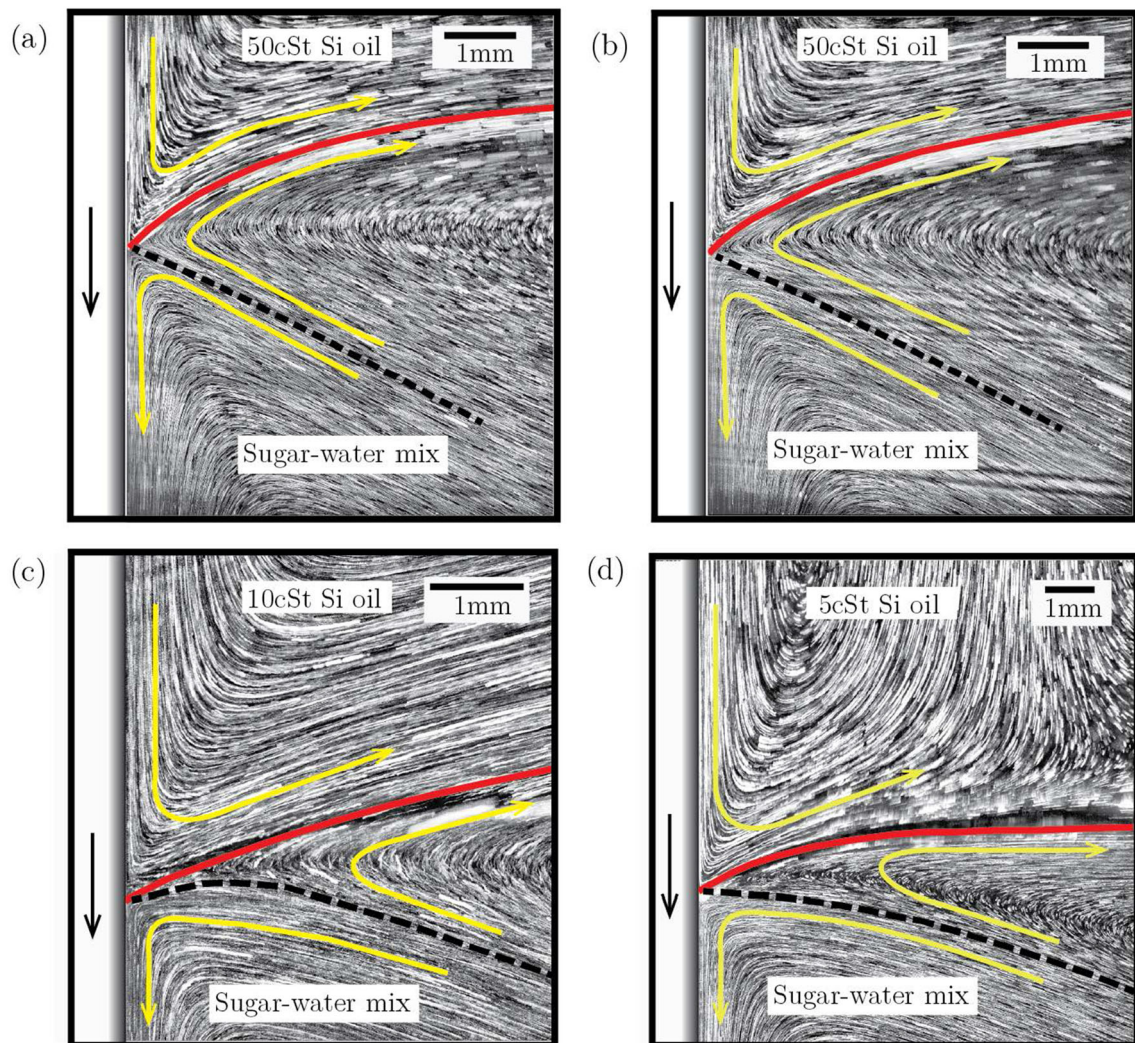 (a)
50cSt Si oil
1mm
Sugar-water mix
(b)
50cSt Si oil
1mm
Sugar-water mix
(c)
10cSt Si oil
1mm
Sugar-water mix
(d)
5cSt Si oil
1mm
Sugar-water mix